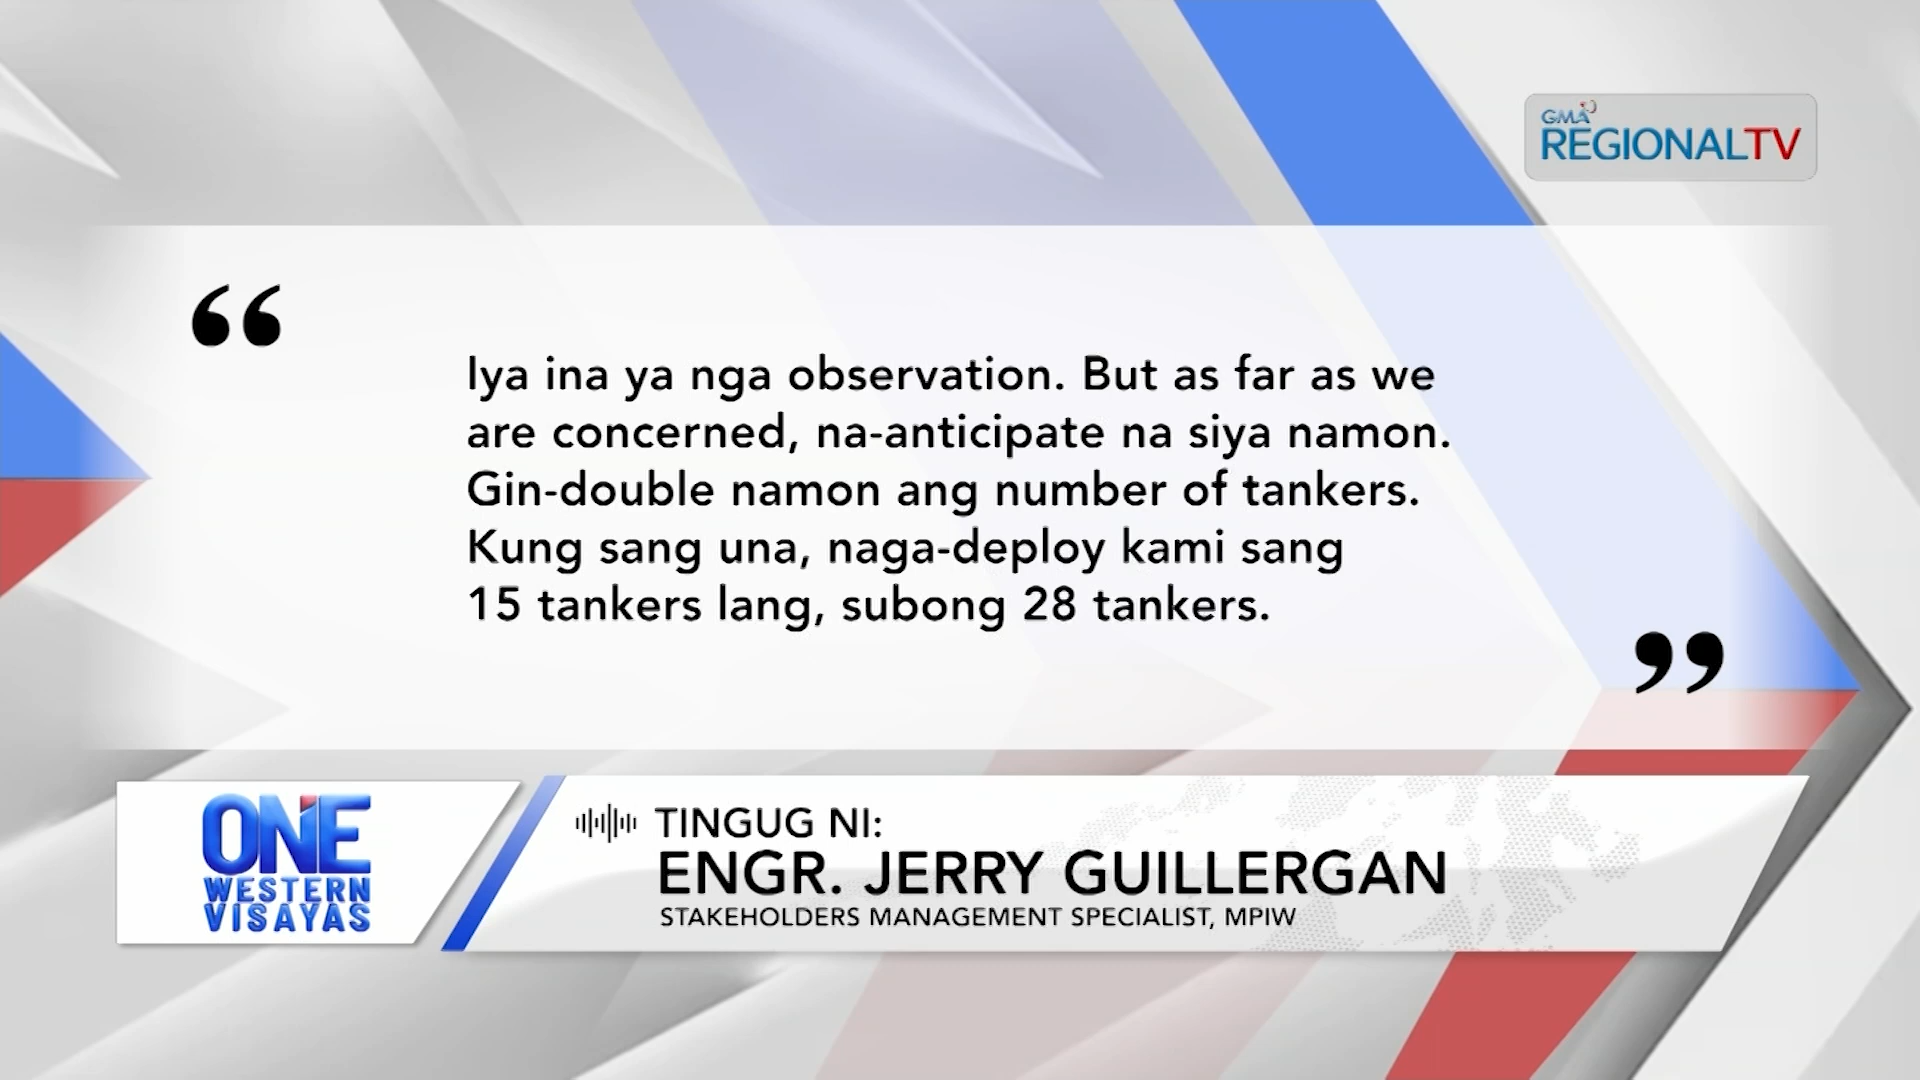 GMA
REGIONALTV
“
Iya ina ya nga observation. But as far as we
are concerned, na-anticipate na siya namon.
Gin-double namon ang number of tankers.
Kung sang una, naga-deploy kami sang
15 tankers lang, subong 28 tankers.
”
ONE
WESTERN
VISAYAS
TINGUG NI:
ENGR. JERRY GUILLERGAN
STAKEHOLDERS MANAGEMENT SPECIALIST, MPIW